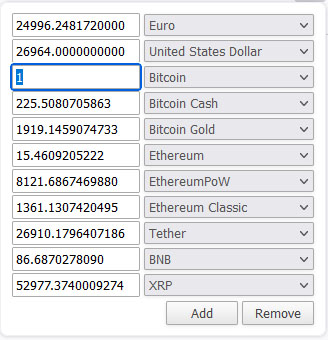 24996.2481720000 Euro
26964.0000000000 United States Dollar
1 Bitcoin
225.5080705863 Bitcoin Cash
1919.1459074733 Bitcoin Gold
15.4609205222 Ethereum
8121.6867469880 EthereumPoW
1361.1307420495 Ethereum Classic
26910.1796407186 Tether
86.6870278090 BNB
52977.3740009274 XRP
Add Remove